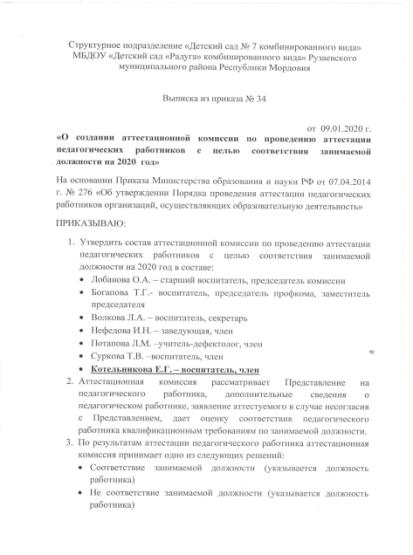 Структурное подразделение «Детский сад № 7 комбинированного вида»
МБДОУ «Детский сад «Радуга» комбинированного вида» Рузаевского
муниципального района Республики Мордовия
Выписка из приказа № 34
от 09.01.2020 г.
«О создании аттестационной комиссии по проведению аттестации
педагогических работников с целью соответствия занимаемой
должности на 2020 год»
На основании Приказа Министерства образования и науки РФ от 07.04.2014
г. № 276 «Об утверждении Порядка проведения аттестации педагогических
работников организаций, осуществляющих образовательную деятельность»
ПРИКАЗЫВАЮ:
1. Утвердить состав аттестационной комиссии по проведению аттестации
педагогических работников с целью соответствия занимаемой
должности на 2020 год в составе:
• Лобанова О.А. – старший воспитатель, председатель комиссии
• Богапова Т.Г.- воспитатель, председатель профкома, заместитель
председателя
• Волкова Л.А. – воспитатель, секретарь
• Нефедова И.Н. – заведующая, член
• Потапова Л.М. –учитель-дефектолог, член
• Суркова Т.В. –воспитатель, член
• Котельникова Е.Г. – воспитатель, член
2. Аттестационная комиссия рассматривает Представление на
педагогического работника, дополнительные сведения о
педагогическом работнике, заявление аттестуемого в случае несогласия
с Представлением, дает оценку соответствия педагогического
работника квалификационным требованиям по занимаемой должности.
3. По результатам аттестации педагогического работника аттестационная
комиссия принимает одно из следующих решений:
• Соответствие занимаемой должности (указывается должность
работника)
• Не соответствие занимаемой должности (указывается должность
работника)